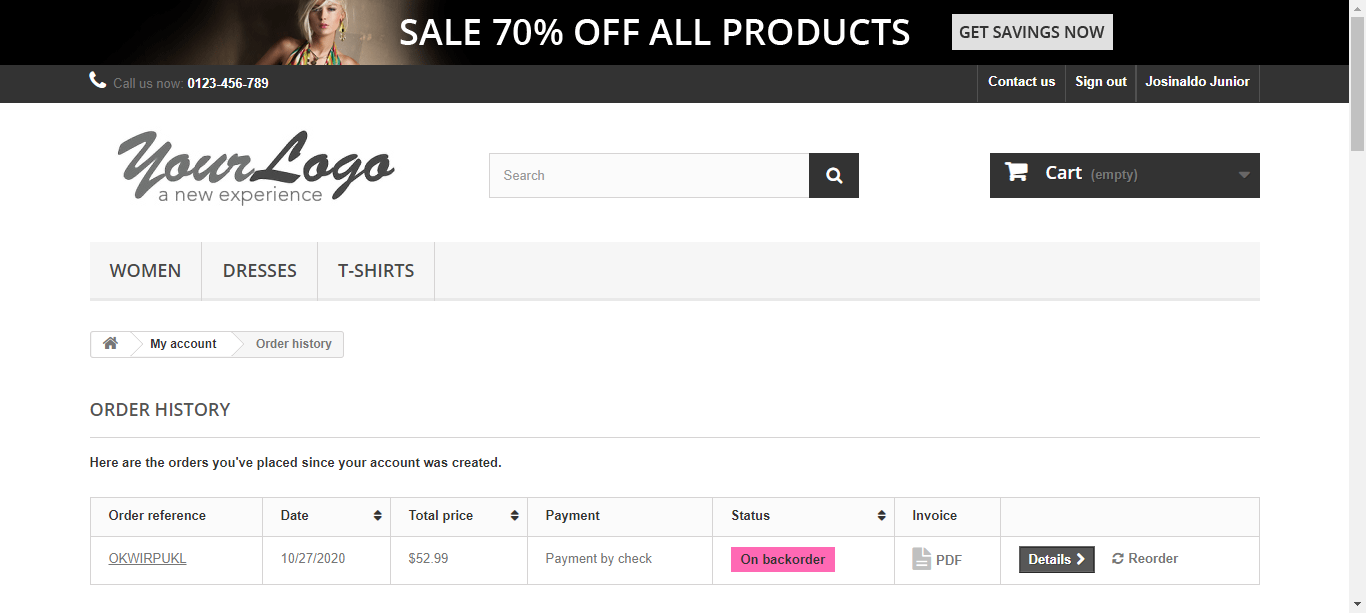 SALE 70% OFF ALL PRODUCTS GET SAVINGS NOW
Call us now: 0123-456-789 Contact us Sign out Josinaldo Junior
YourLogo
a new experience
Search Cart (empty)
WOMEN DRESSES T-SHIRTS
My account Order history
ORDER HISTORY
Here are the orders you've placed since your account was created.
Order reference Date Total price Payment Status Invoice
OKWIRPUKL 10/27/2020 $52.99 Payment by check On backorder PDF Details Reorder